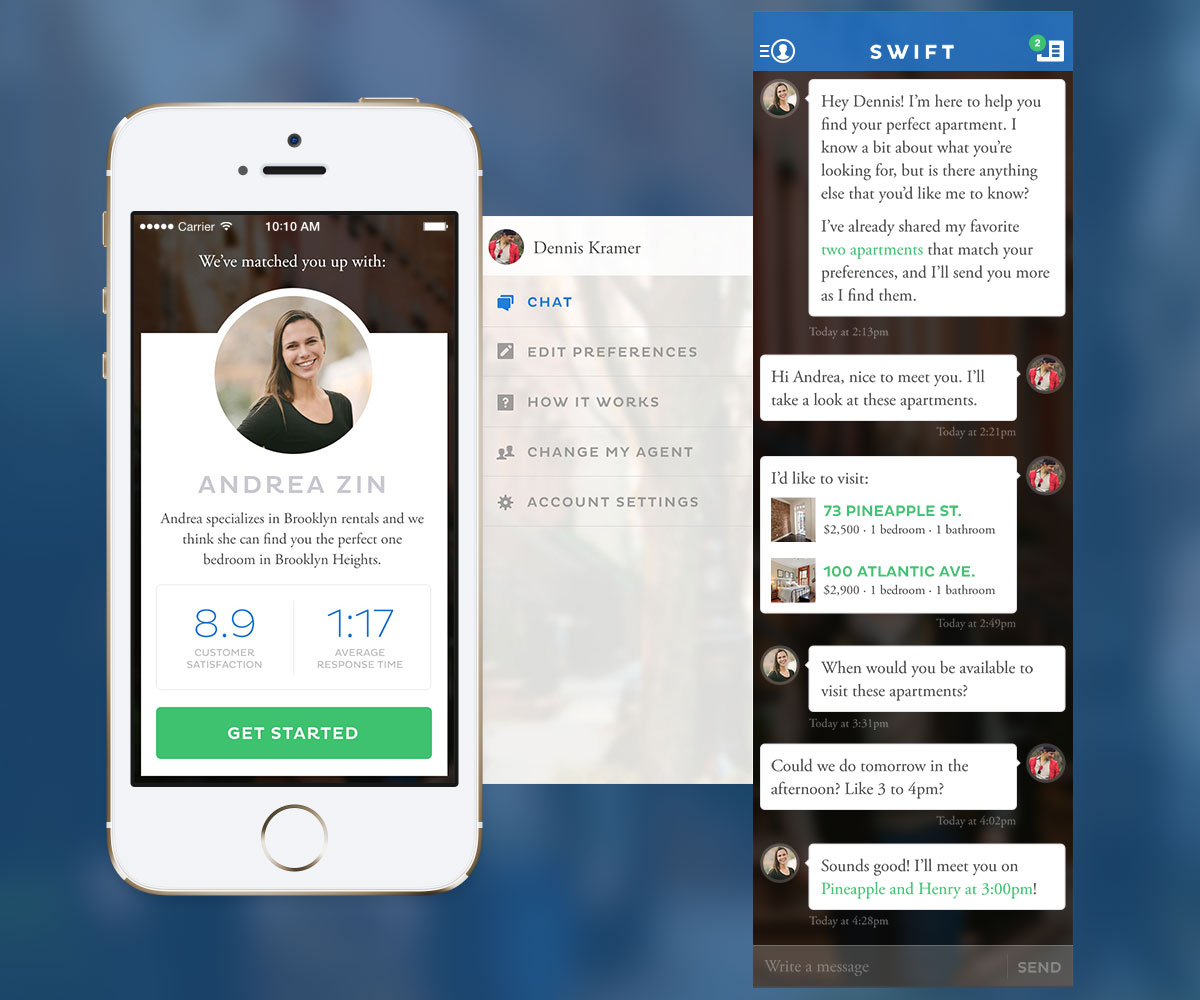 Carrier
10:10 AM
We've matched you up with:
ANDREA ZIN
Andrea specializes in Brooklyn rentals and we
think she can find you the perfect one
bedroom in Brooklyn Heights.
8.9
CUSTOMER
SATISFACTION
1:17
AVERAGE
RESPONSE TIME
GET STARTED
Dennis Kramer
CHAT
EDIT PREFERENCES
?
HOW IT WORKS
CHANGE MY AGENT
ACCOUNT SETTINGS
SWIFT
2
Hey Dennis! I'm here to help you
find your perfect apartment. I
know a bit about what you're
looking for, but is there anything
else that you'd like me to know?
I've already shared my favorite
two apartments that match your
preferences, and I'll send you more
as I find them.
Today at 2:13pm
Hi Andrea, nice to meet you. I'll
take a look at these apartments.
Today at 2:21pm
I'd like to visit:
73 PINEAPPLE ST.
$2,500 · 1 bedroom · 1 bathroom
100 ATLANTIC AVE.
$2,900 · 1 bedroom · 1 bathroom
Today at 2:49pm
When would you be available to
visit these apartments?
Today at 3:31pm
Could we do tomorrow in the
afternoon? Like 3 to 4pm?
Today at 4:02pm
Sounds good! I'll meet you on
Pineapple and Henry at 3:00pm!
Today at 4:28pm
Write a message
SEND